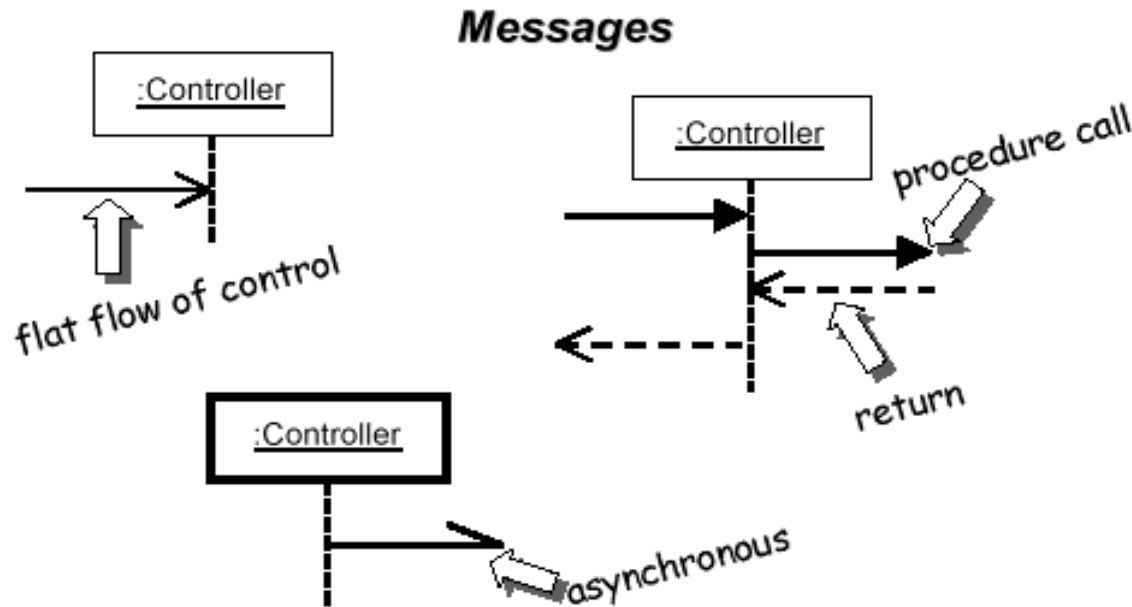 Messages
:Controller
flat flow of control
:Controller
procedure call
return
:Controller
asynchronous